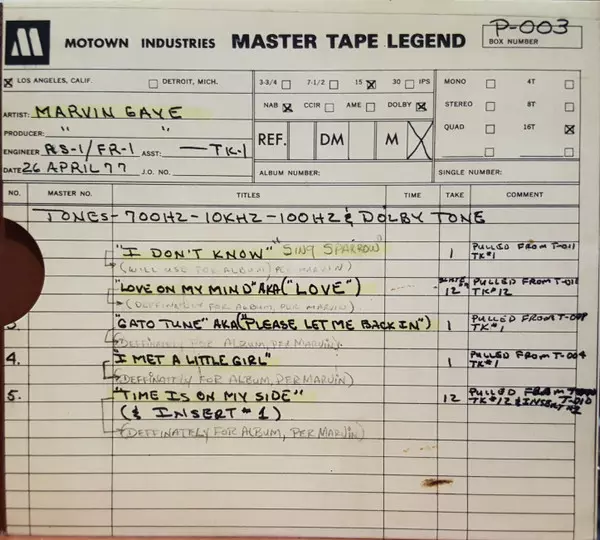 MOTOWN INDUSTRIES MASTER TAPE LEGEND P-003
BOX NUMBER
LOS ANGELES, CALIF. DETROIT, MICH. 3-3/4 7-1/2 15 30 IPS MONO 4T
ARTIST: MARVIN GAYE NAB CCIR AME DOLBY STEREO 8T
PRODUCER: " " REF. DM M QUAD 16T
ENGINEER RS-1/FR-1 ASST: — TK-1
DATE 26 APRIL 77 J.O. NO. ALBUM NUMBER: SINGLE NUMBER:
NO. MASTER NO. TITLES TIME TAKE COMMENT
TONES-700HZ-10KHZ-100HZ & DOLBY TONE
"I DON'T KNOW" "SING SPARROW" 1 PULLED FROM T-011 TK#1
(WILL USE FOR ALBUM, PER MARVIN)
"LOVE ON MY MIND" AKA ("LOVE") 12 PULLED FROM T-011 TK#12
(DEFFINATELY FOR ALBUM, PER MARVIN)
3. "GATO TUNE" AKA ("PLEASE LET ME BACK IN") 1 PULLED FROM TK#1
(DEFFINATELY FOR ALBUM, PER MARVIN)
4. "I MET A LITTLE GIRL" 1 PULLED FROM T-004 TK#1
(DEFFINATELY FOR ALBUM, PER MARVIN)
5. "TIME IS ON MY SIDE" 12 PULLED FROM T-010
(& INSERT #1) TK#12 & INSERT
(DEFFINATELY FOR ALBUM, PER MARVIN)